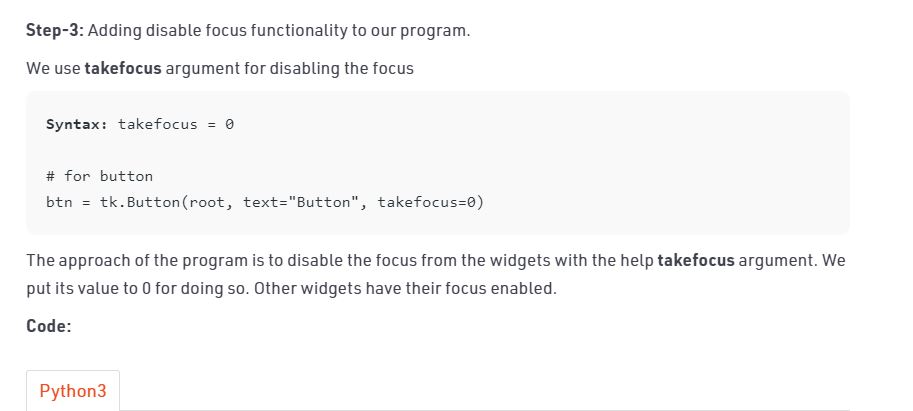 Step-3: Adding disable focus functionality to our program.
We use takefocus argument for disabling the focus
Syntax: takefocus = 0
# for button
btn = tk.Button(root, text="Button", takefocus=0)
The approach of the program is to disable the focus from the widgets with the help takefocus argument. We
put its value to 0 for doing so. Other widgets have their focus enabled.
Code:
Python3